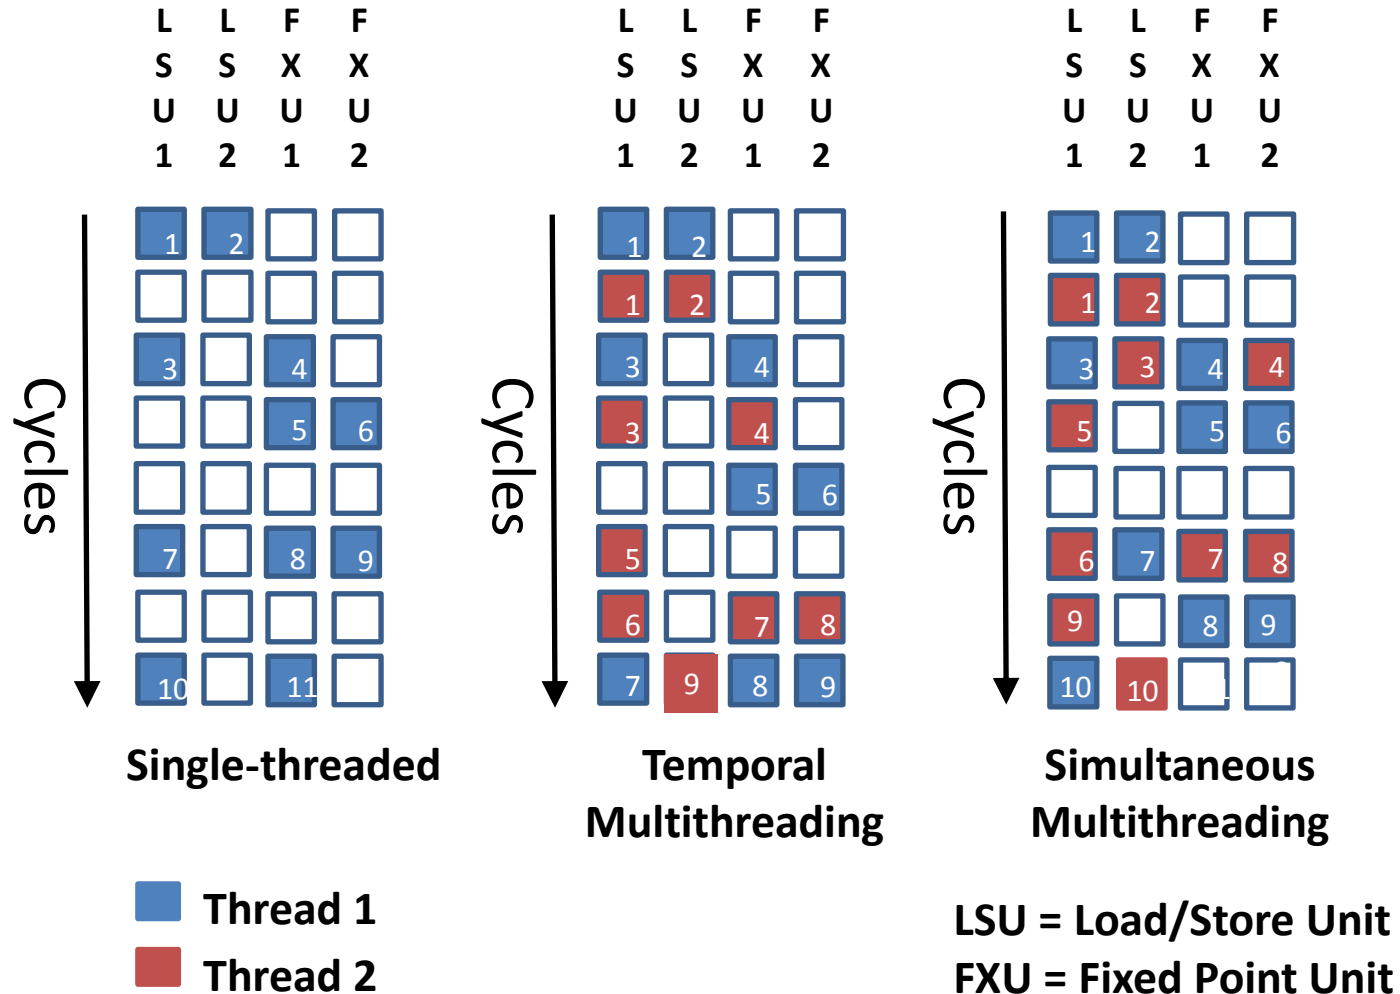 L L F F L L F F L L F F
S S X X S S X X S S X X
U U U U U U U U U U U U
1 2 1 2 1 2 1 2 1 2 1 2
Cycles
1 2
3 4
5 6
7 8 9
10 11
Single-threaded
Cycles
1 2
1 2
3 4
3 4
5 6
5
6 7 8
7 9 8 9
Temporal
Multithreading
Cycles
1 2
1 2
3 3 4 4
5 5 6
6 7 7 8
9 8 9
10 10
Simultaneous
Multithreading
Thread 1
Thread 2
LSU = Load/Store Unit
FXU = Fixed Point Unit